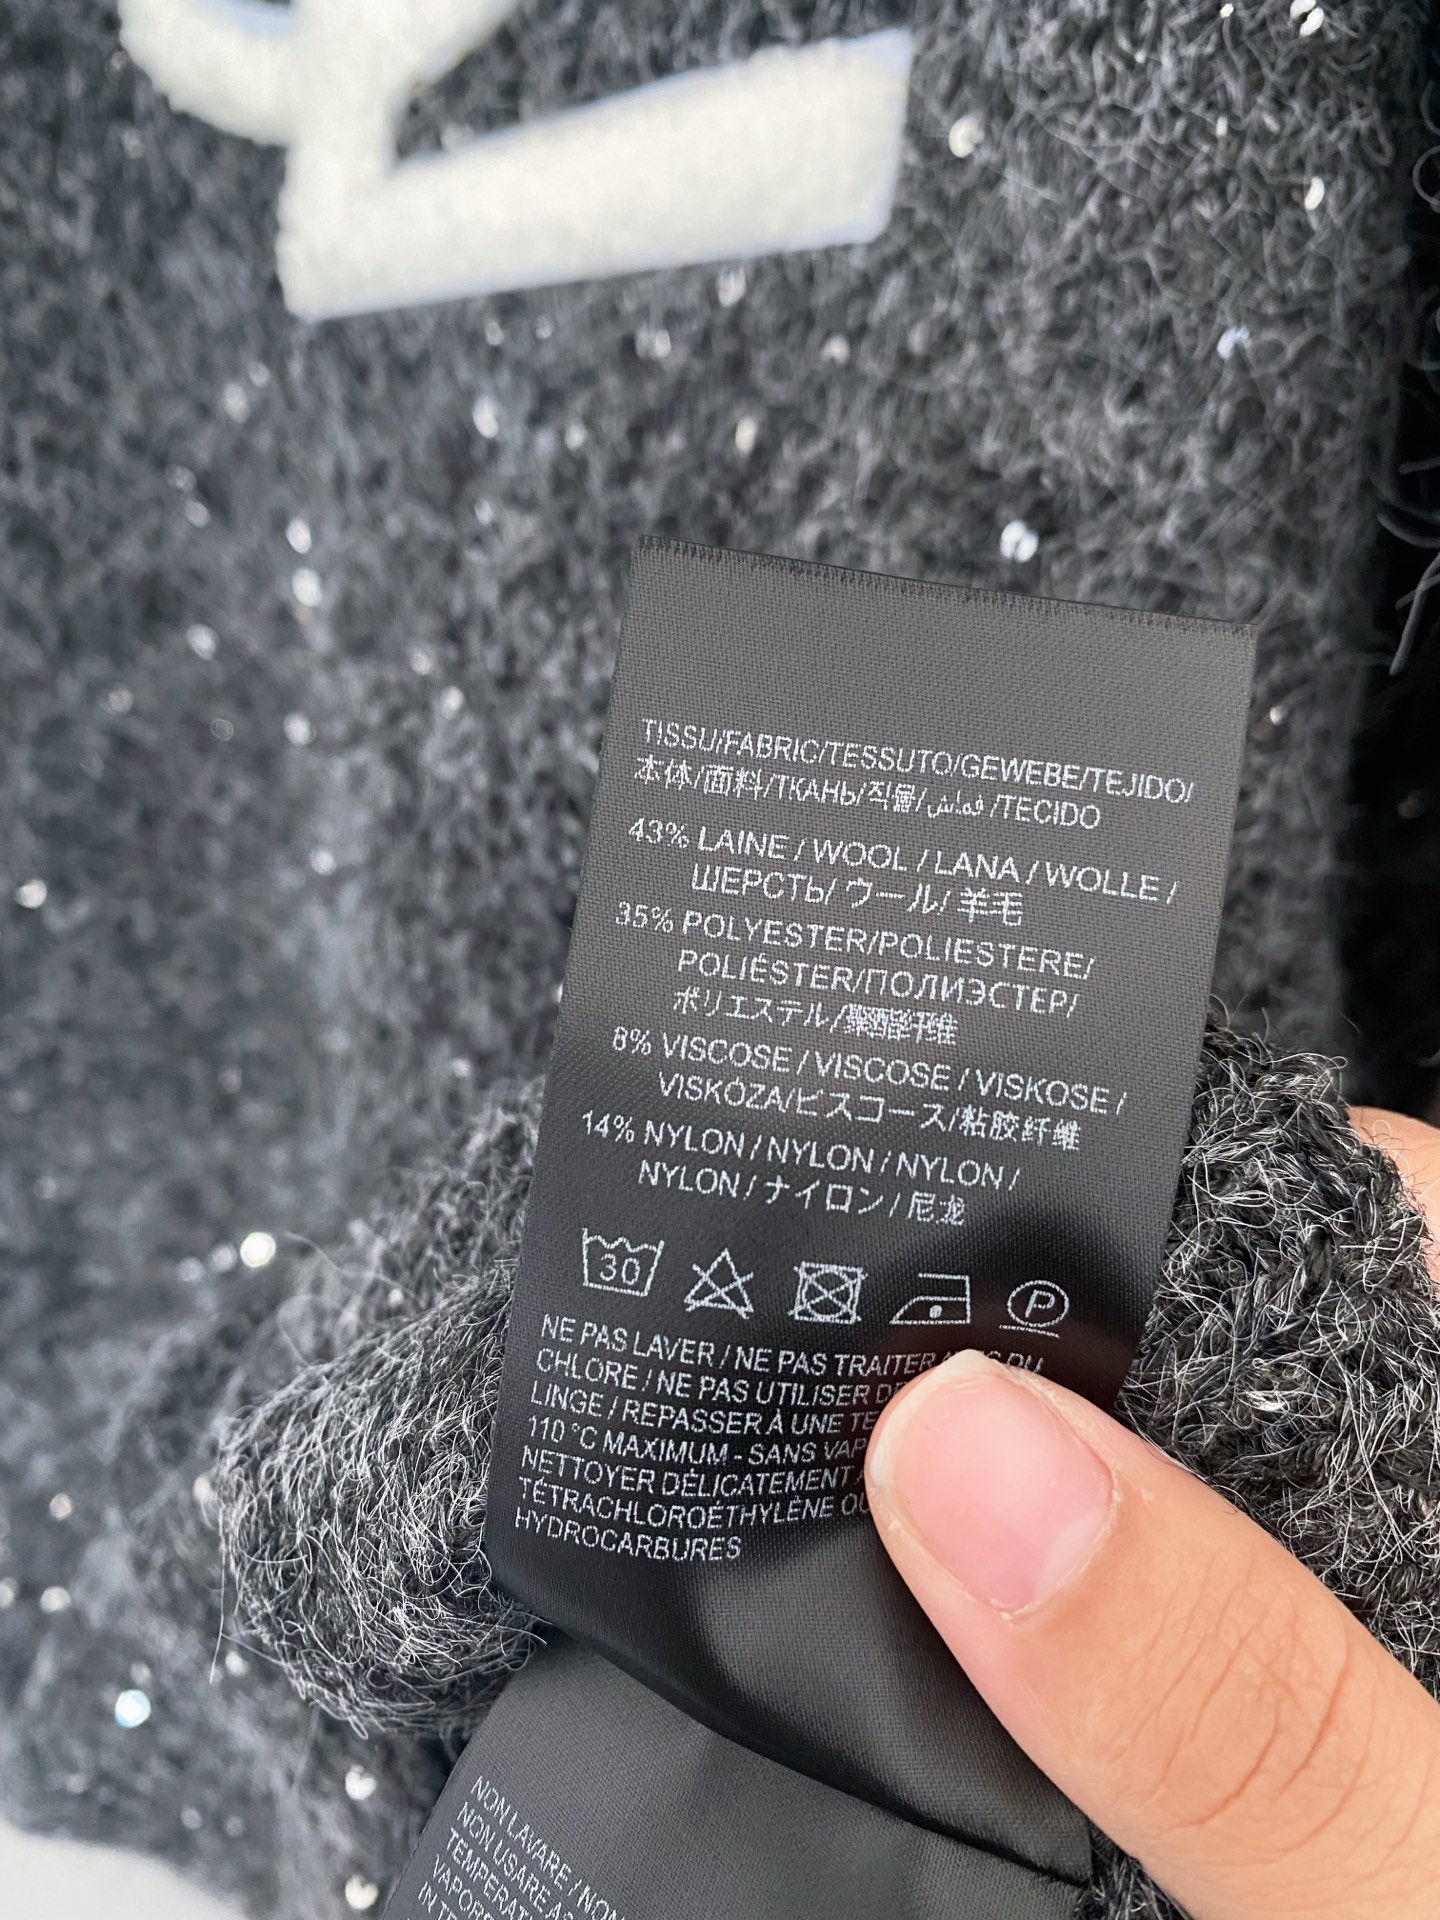 TISSU/FABRIC/TESSUTO/GEWEBE/TEJIDO/
本体/面料/ТКАНЬ/직물/قماش/TECIDO
43% LAINE / WOOL / LANA / WOLLE /
ШЕРСТЬ/ ウール/ 羊毛
35% POLYESTER/POLIESTERE/
POLIÉSTER/ПОЛИЭСТЕР/
ポリエステル/聚酯纤维
8% VISCOSE / VISCOSE / VISKOSE /
VISKÓZA/ビスコース/粘胶纤维
14% NYLON / NYLON / NYLON /
NYLON / ナイロン / 尼龙
30
P
NE PAS LAVER / NE PAS TRAITER DU
CHLORE / NE PAS UTILISER
LINGE / REPASSER À UNE
110 °C MAXIMUM - SANS
NETTOYER DÉLICATEMENT
TÉTRACHLOROÉTHYLÈNE
HYDROCARBURES
NON LAVARE / NON
NON USARE